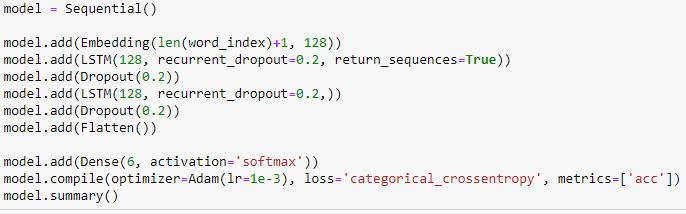 model = Sequential()
model.add(Embedding(len(word_index)+1, 128))
model.add(LSTM(128, recurrent_dropout=0.2, return_sequences=True))
model.add(Dropout(0.2))
model.add(LSTM(128, recurrent_dropout=0.2,))
model.add(Dropout(0.2))
model.add(Flatten())
model.add(Dense(6, activation='softmax'))
model.compile(optimizer=Adam(lr=1e-3), loss='categorical_crossentropy', metrics=['acc'])
model.summary()